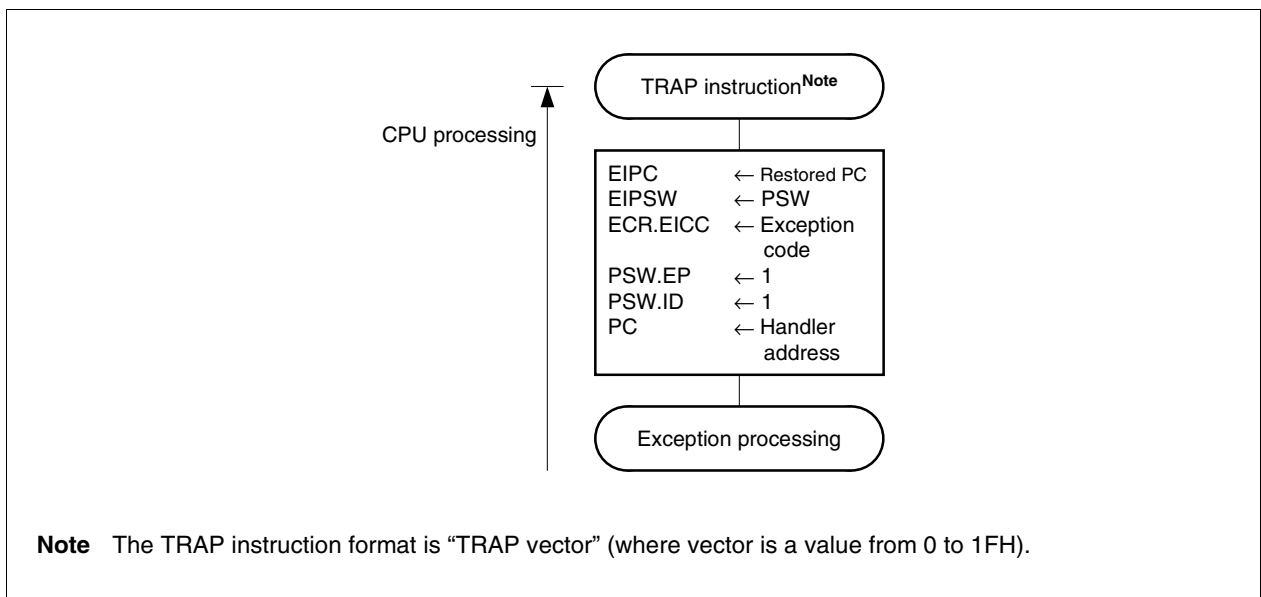 TRAP instructionNote
CPU processing
EIPC ← Restored PC
EIPSW ← PSW
ECR.EICC ← Exception
code
PSW.EP ← 1
PSW.ID ← 1
PC ← Handler
address
Exception processing
Note The TRAP instruction format is “TRAP vector” (where vector is a value from 0 to 1FH).